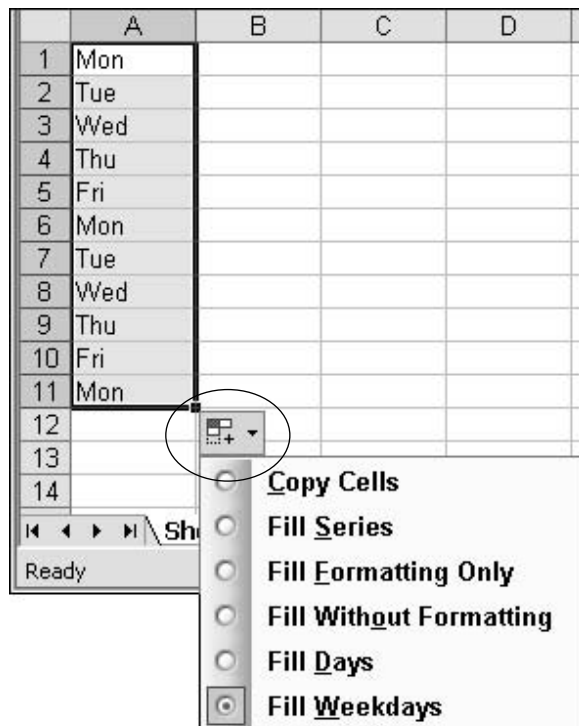 A B C D
1 Mon
2 Tue
3 Wed
4 Thu
5 Fri
6 Mon
7 Tue
8 Wed
9 Thu
10 Fri
11 Mon
12
13
14
Sh
Ready
Copy Cells
Fill Series
Fill Formatting Only
Fill Without Formatting
Fill Days
Fill Weekdays